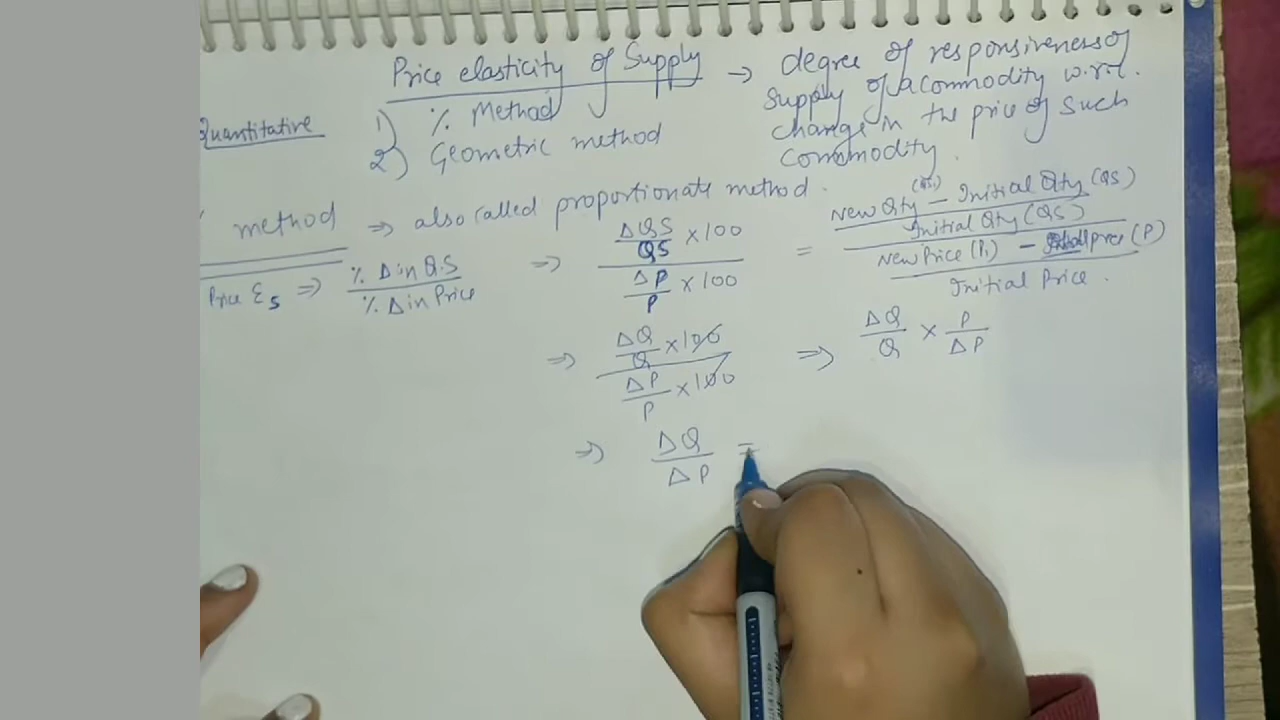 Price elasticity of Supply → degree of responsiveness of
supply of a commodity w.r.t.
change in the price of such
commodity.
Quantitative
1) % Method
2) Geometric method
method ⇒ also called proportionate method.
Price Es ⇒ % Δ in Q.S / % Δ in Price ⇒ ΔQS/QS × 100 / ΔP/P × 100 = New Qty - Initial Qty (QS) / Initial Qty (QS) / New Price (P1) - price (P) / Initial Price.
⇒ ΔQ/Q × 100 / ΔP/P × 100 ⇒ ΔQ/Q × P/ΔP
⇒ ΔQ/ΔP =